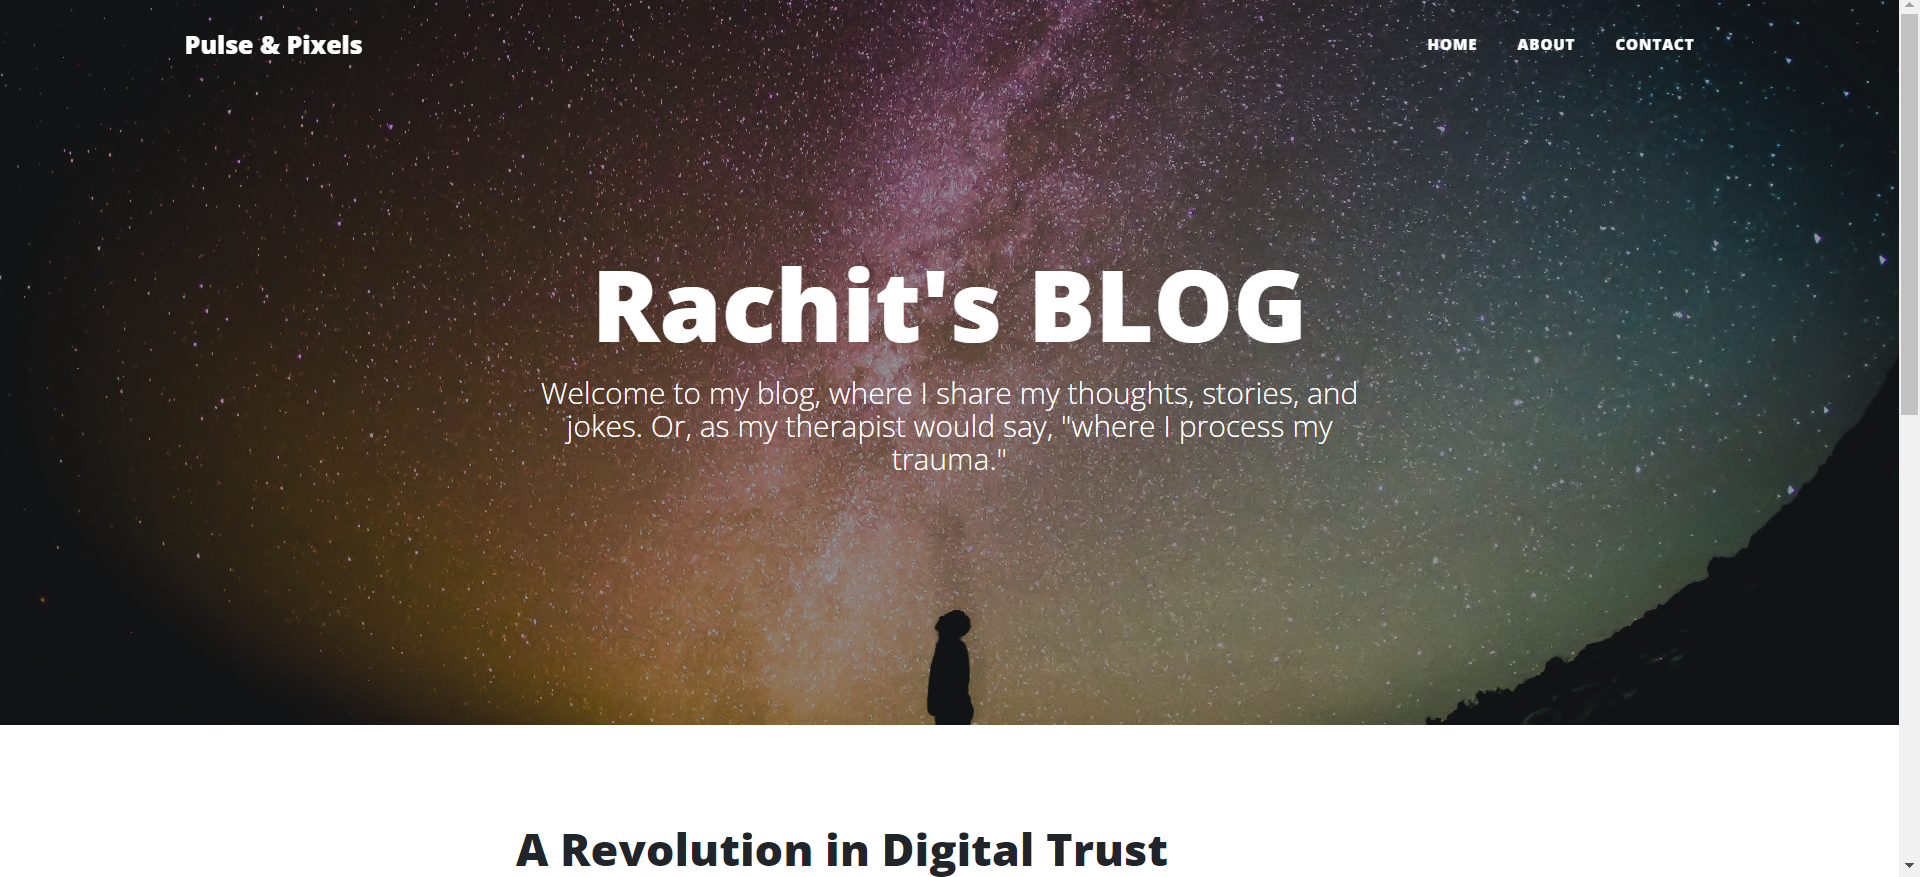 Pulse & Pixels
HOME ABOUT CONTACT
Rachit's BLOG
Welcome to my blog, where I share my thoughts, stories, and
jokes. Or, as my therapist would say, "where I process my
trauma."
A Revolution in Digital Trust